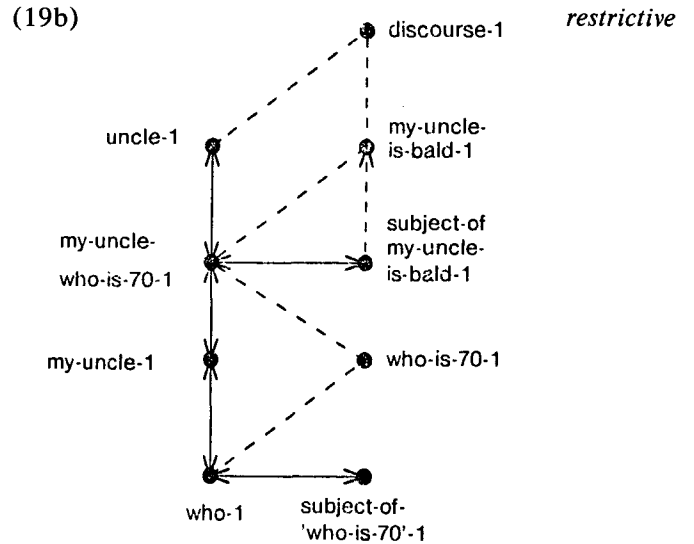 (19b)
discourse-1
restrictive
uncle-1
my-uncle-
is-bald-1
my-uncle-
who-is-70-1
subject-of
my-uncle-
is-bald-1
my-uncle-1
who-is-70-1
who-1
subject-of-
'who-is-70'-1